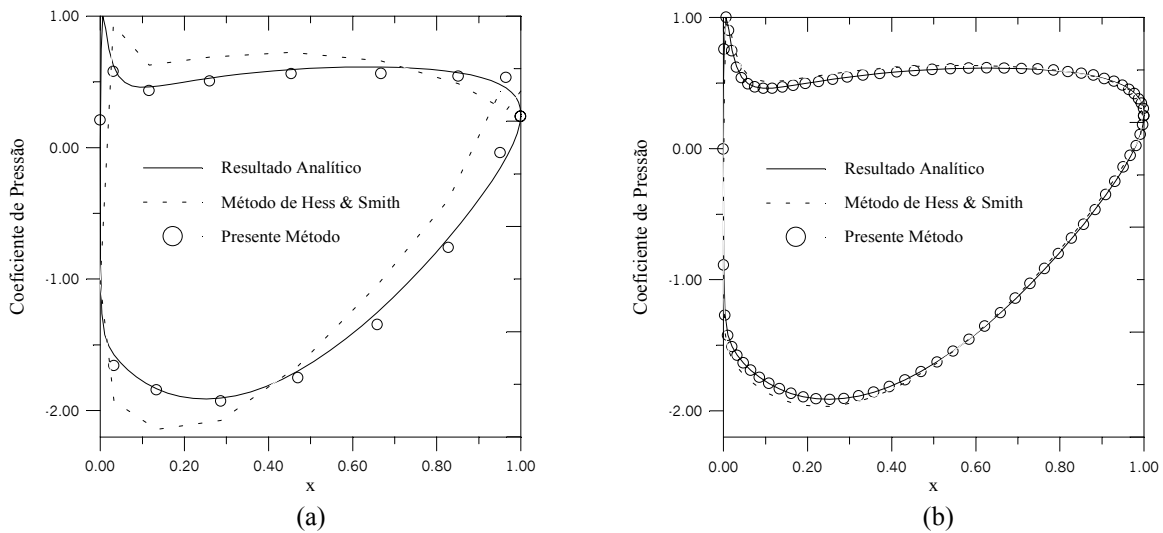 1.00
0.00
-1.00
-2.00
Coeficiente de Pressão
Resultado Analítico
Método de Hess & Smith
Presente Método
0.00 0.20 0.40 0.60 0.80 1.00
x
(a)
1.00
0.00
-1.00
-2.00
Coeficiente de Pressão
Resultado Analítico
Método de Hess & Smith
Presente Método
0.00 0.20 0.40 0.60 0.80 1.00
x
(b)